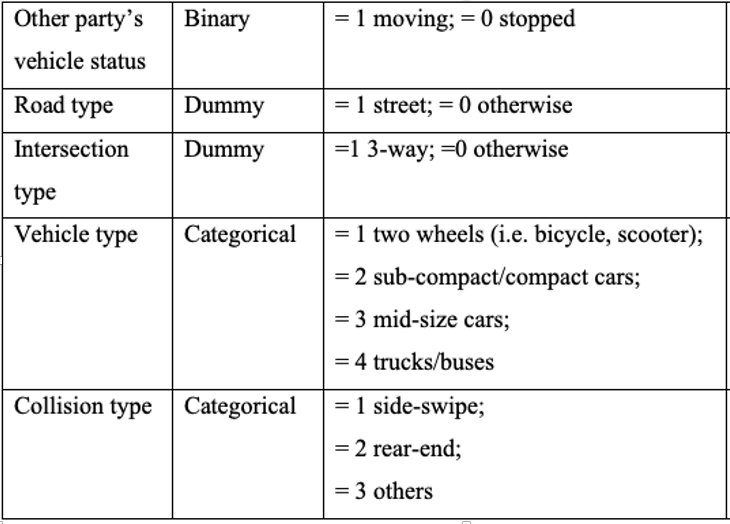 Other party's Binary = 1 moving; = 0 stopped
vehicle status
Road type Dummy = 1 street; = 0 otherwise
Intersection Dummy =1 3-way; =0 otherwise
type
Vehicle type Categorical = 1 two wheels (i.e. bicycle, scooter);
= 2 sub-compact/compact cars;
= 3 mid-size cars;
= 4 trucks/buses
Collision type Categorical = 1 side-swipe;
= 2 rear-end;
= 3 others